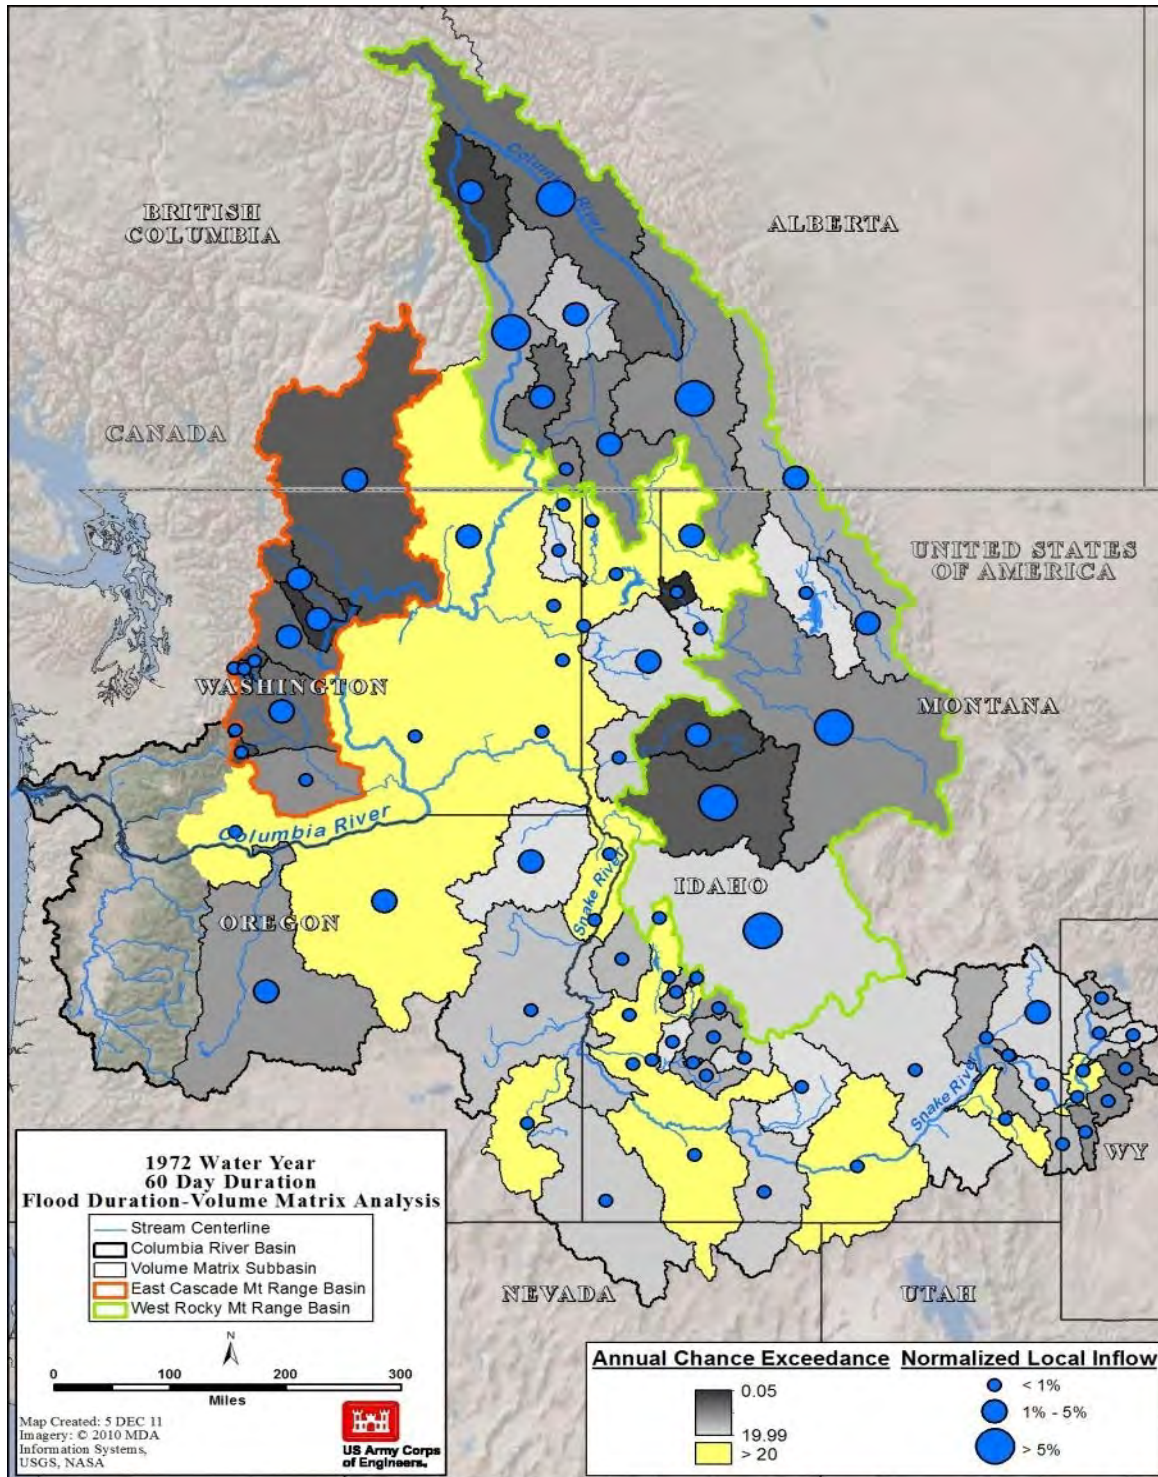 BRITISH
COLUMBIA
ALBERTA
Columbia River
CANADA
UNITED STATES
OF AMERICA
WASHINGTON
MONTANA
Columbia River
IDAHO
Snake River
OREGON
Snake River
WY
NEVADA
UTAH
1972 Water Year
60 Day Duration
Flood Duration-Volume Matrix Analysis
Stream Centerline
Columbia River Basin
Volume Matrix Subbasin
East Cascade Mt Range Basin
West Rocky Mt Range Basin
N
0 100 200 300
Miles
Map Created: 5 DEC 11
Imagery: © 2010 MDA
Information Systems,
USGS, NASA
US Army Corps
of Engineers.
Annual Chance Exceedance
0.05
19.99
> 20
Normalized Local Inflow
< 1%
1% - 5%
> 5%